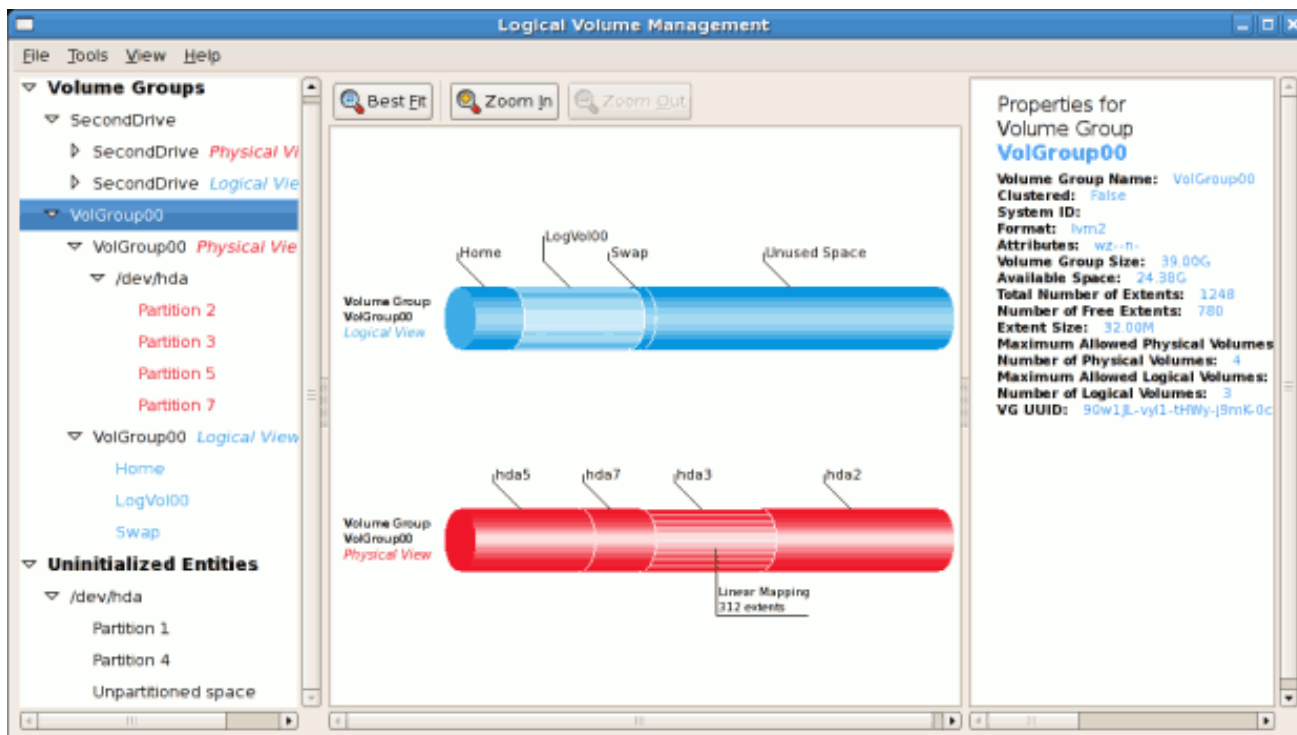 Logical Volume Management
File Tools View Help
Volume Groups
SecondDrive
SecondDrive Physical Vi
SecondDrive Logical Vie
VolGroup00
VolGroup00 Physical Vie
/dev/hda
Partition 2
Partition 3
Partition 5
Partition 7
VolGroup00 Logical View
Home
LogVol00
Swap
Uninitialized Entities
/dev/hda
Partition 1
Partition 4
Unpartitioned space
Best Fit
Zoom In
Zoom Out
Home
LogVol00
Swap
Unused Space
Volume Group
VolGroup00
Logical View
hda5
hda7
hda3
hda2
Volume Group
VolGroup00
Physical View
Linear Mapping
312 extents
Properties for
Volume Group
VolGroup00
Volume Group Name: VolGroup00
Clustered: False
System ID:
Format: lvm2
Attributes: wz--n-
Volume Group Size: 39.00G
Available Space: 24.38G
Total Number of Extents: 1248
Number of Free Extents: 780
Extent Size: 32.00M
Maximum Allowed Physical Volumes
Number of Physical Volumes: 4
Maximum Allowed Logical Volumes:
Number of Logical Volumes: 3
VG UUID: 90w1JL-vyl1-tHWy-j9mK-0c